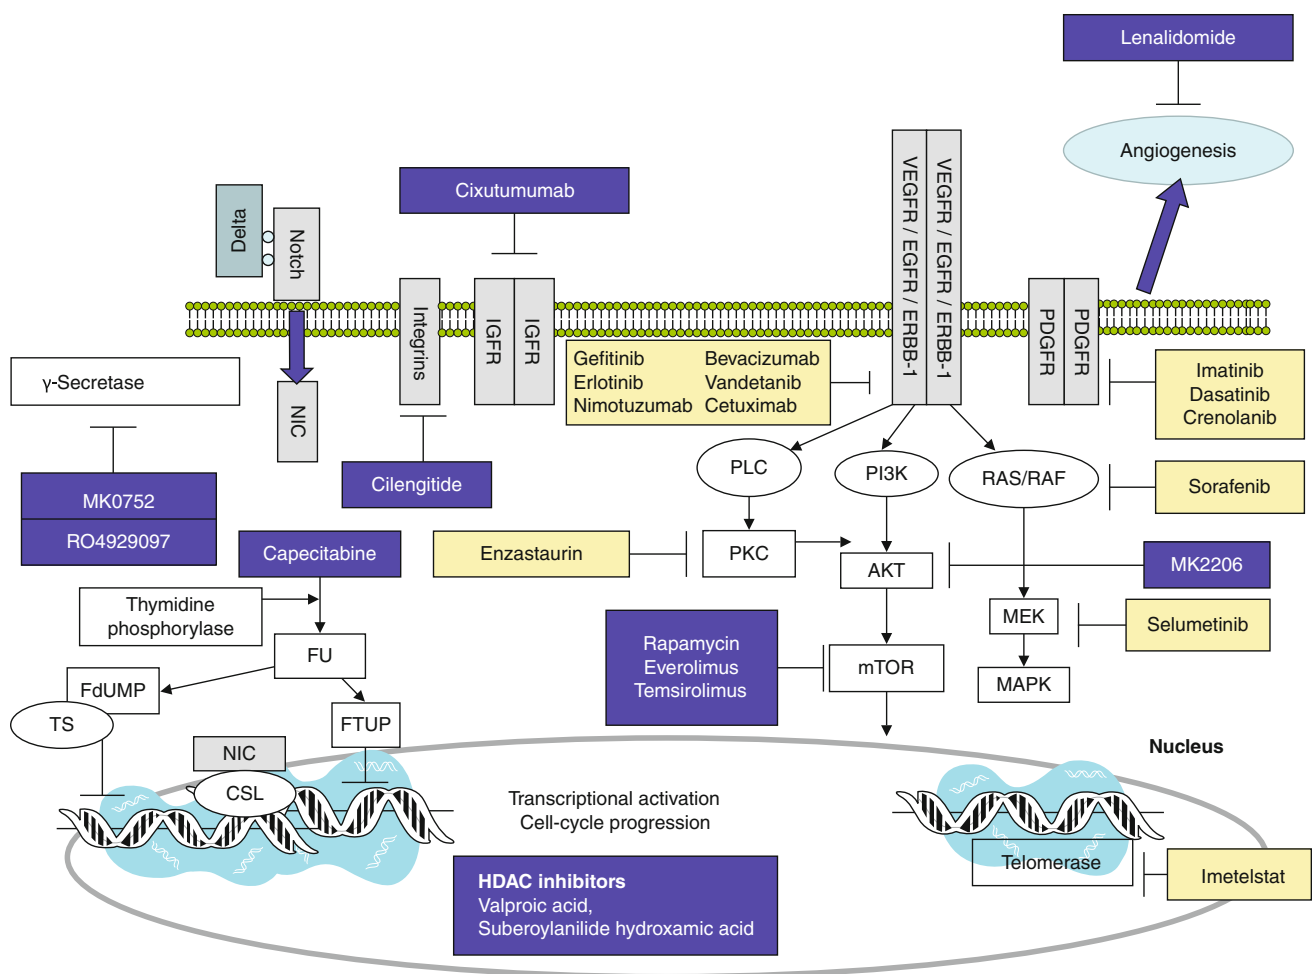 Lenalidomide
Angiogenesis
Cixutumumab
Delta
Notch
VEGFR / EGFR / ERBB-1
VEGFR / EGFR / ERBB-1
Integrins
IGFR
IGFR
PDGFR
PDGFR
γ-Secretase
NIC
Gefitinib Bevacizumab
Erlotinib Vandetanib
Nimotuzumab Cetuximab
Imatinib
Dasatinib
Crenolanib
MK0752
RO4929097
Cilengitide
PLC
PI3K
RAS/RAF
Sorafenib
Capecitabine
Enzastaurin
PKC
AKT
MK2206
Thymidine
phosphorylase
FU
MEK
Selumetinib
Rapamycin
Everolimus
Temsirolimus
mTOR
MAPK
FdUMP
TS
FTUP
NIC
CSL
Nucleus
Transcriptional activation
Cell-cycle progression
Telomerase
Imetelstat
HDAC inhibitors
Valproic acid,
Suberoylanilide hydroxamic acid